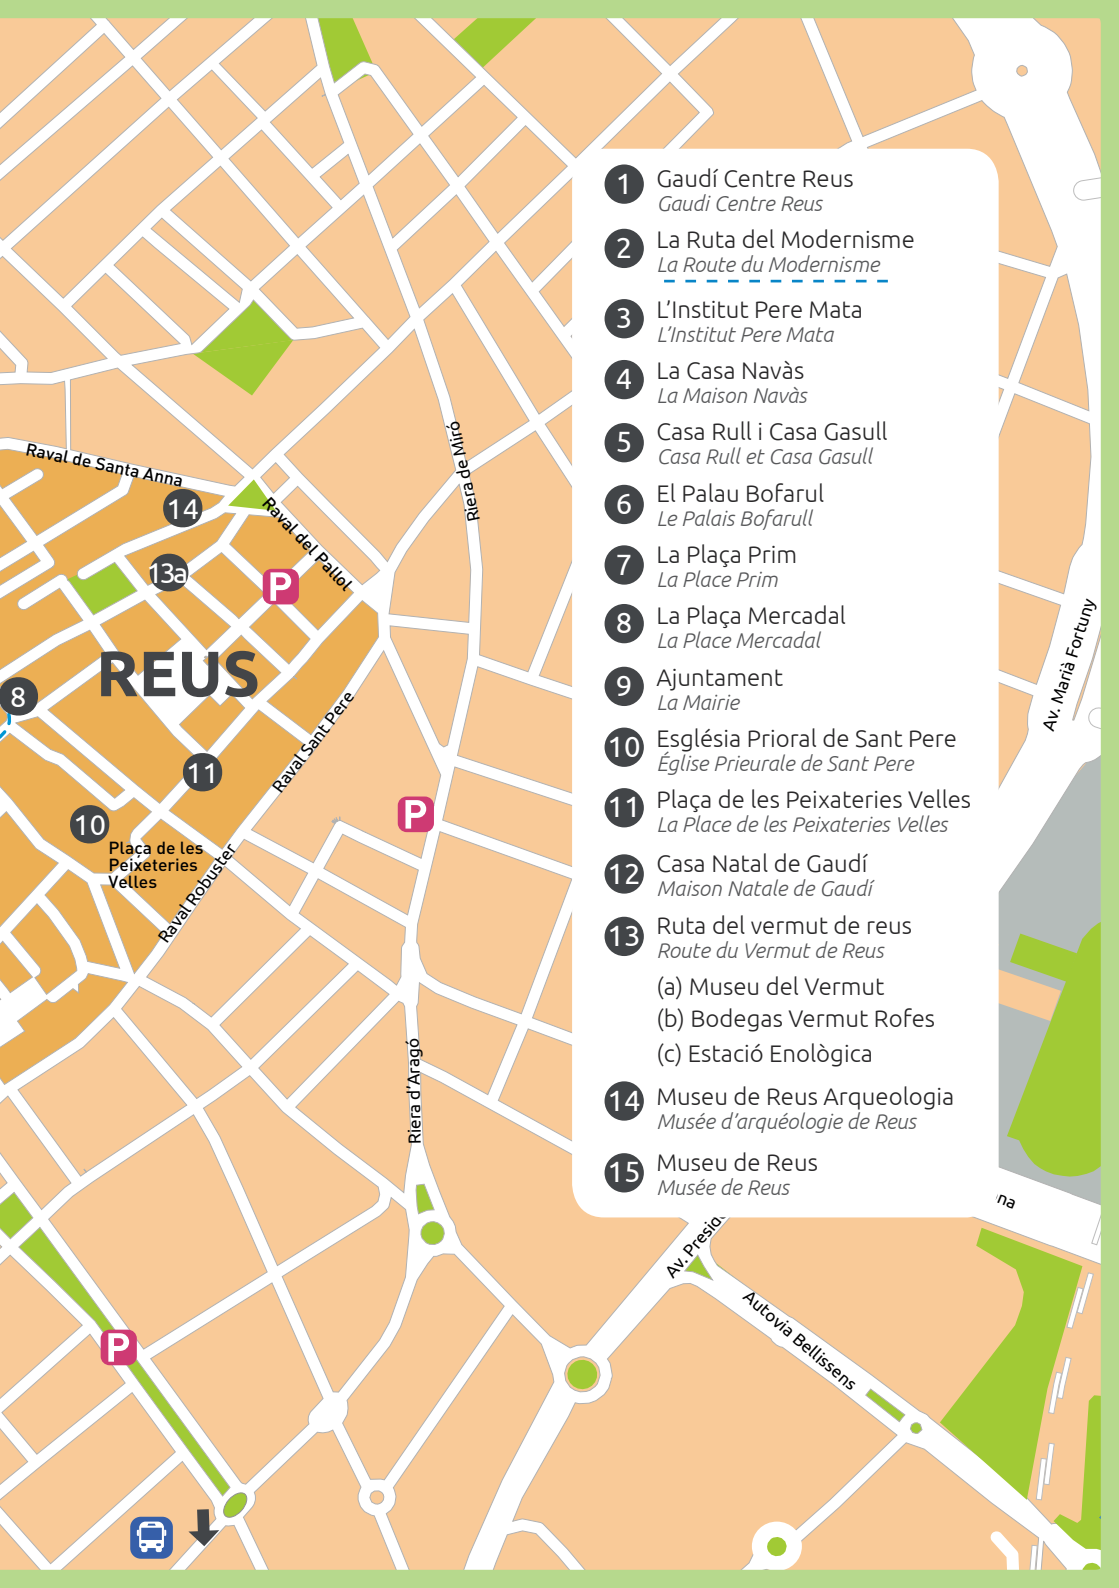 1 Gaudí Centre Reus
Gaudi Centre Reus
2 La Ruta del Modernisme
La Route du Modernisme
3 L’Institut Pere Mata
L’Institut Pere Mata
4 La Casa Navàs
La Maison Navàs
5 Casa Rull i Casa Gasull
Casa Rull et Casa Gasull
6 El Palau Bofarul
Le Palais Bofarull
7 La Plaça Prim
La Place Prim
8 La Plaça Mercadal
La Place Mercadal
9 Ajuntament
La Mairie
10 Església Prioral de Sant Pere
Église Prieurale de Sant Pere
11 Plaça de les Peixateries Velles
La Place de les Peixateries Velles
12 Casa Natal de Gaudí
Maison Natale de Gaudí
13 Ruta del vermut de reus
Route du Vermut de Reus
(a) Museu del Vermut
(b) Bodegas Vermut Rofes
(c) Estació Enològica
14 Museu de Reus Arqueologia
Musée d’arquéologie de Reus
15 Museu de Reus
Musée de Reus
Raval de Santa Anna
14
Raval del Pallol
Riera de Miró
13a
P
REUS
8
Raval Sant Pere
11
P
10
Plaça de les
Peixeteries
Velles
Raval Robuster
Riera d’Aragó
Av. Marià Fortuny
na
Av. Presid
Autovia Bellissens
P